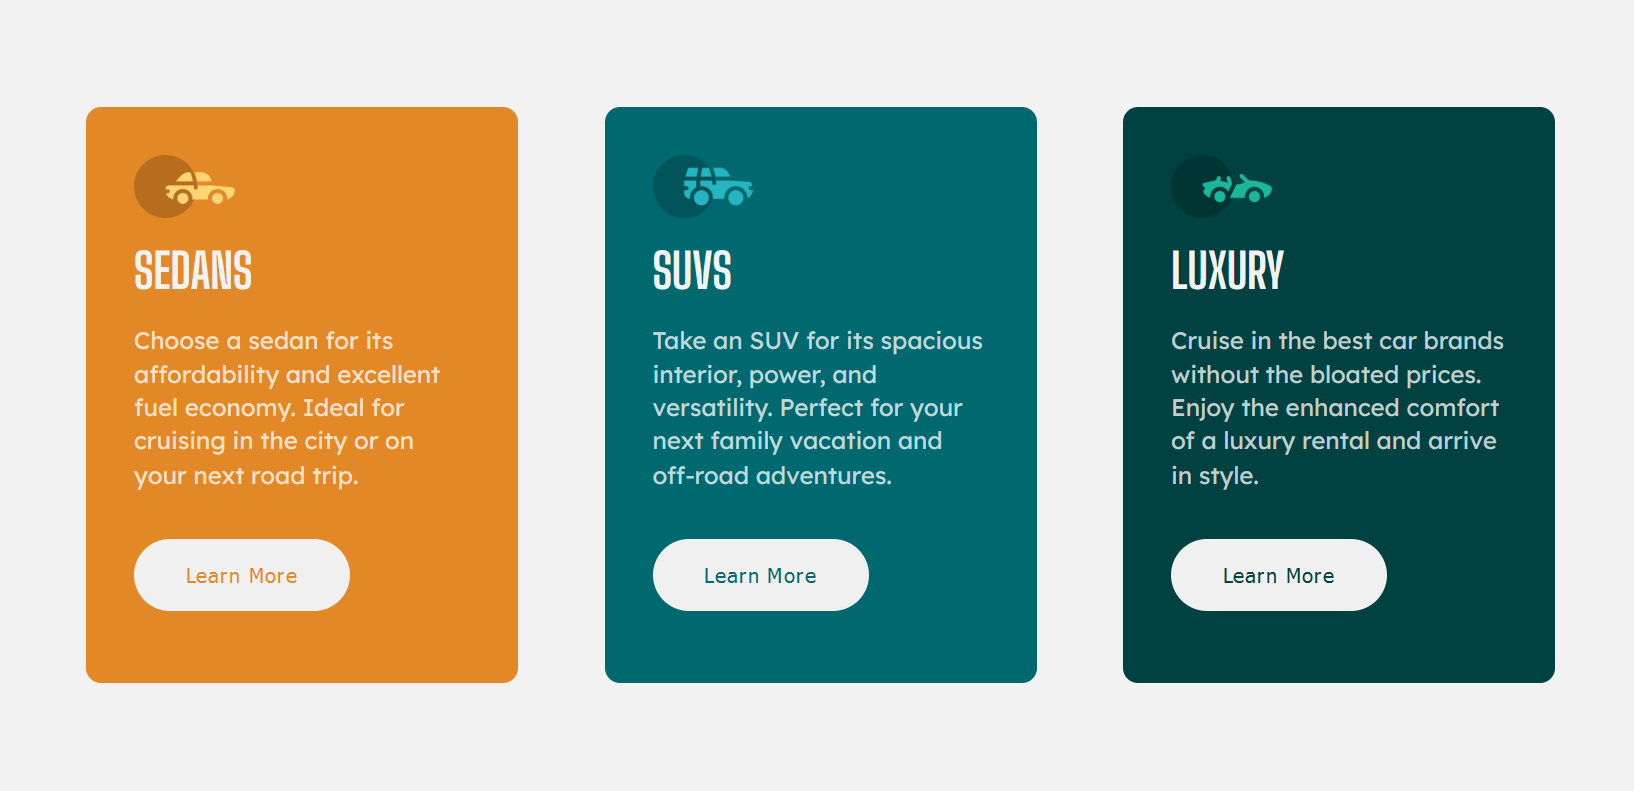 SEDANS
Choose a sedan for its
affordability and excellent
fuel economy. Ideal for
cruising in the city or on
your next road trip.
Learn More
SUVS
Take an SUV for its spacious
interior, power, and
versatility. Perfect for your
next family vacation and
off-road adventures.
Learn More
LUXURY
Cruise in the best car brands
without the bloated prices.
Enjoy the enhanced comfort
of a luxury rental and arrive
in style.
Learn More